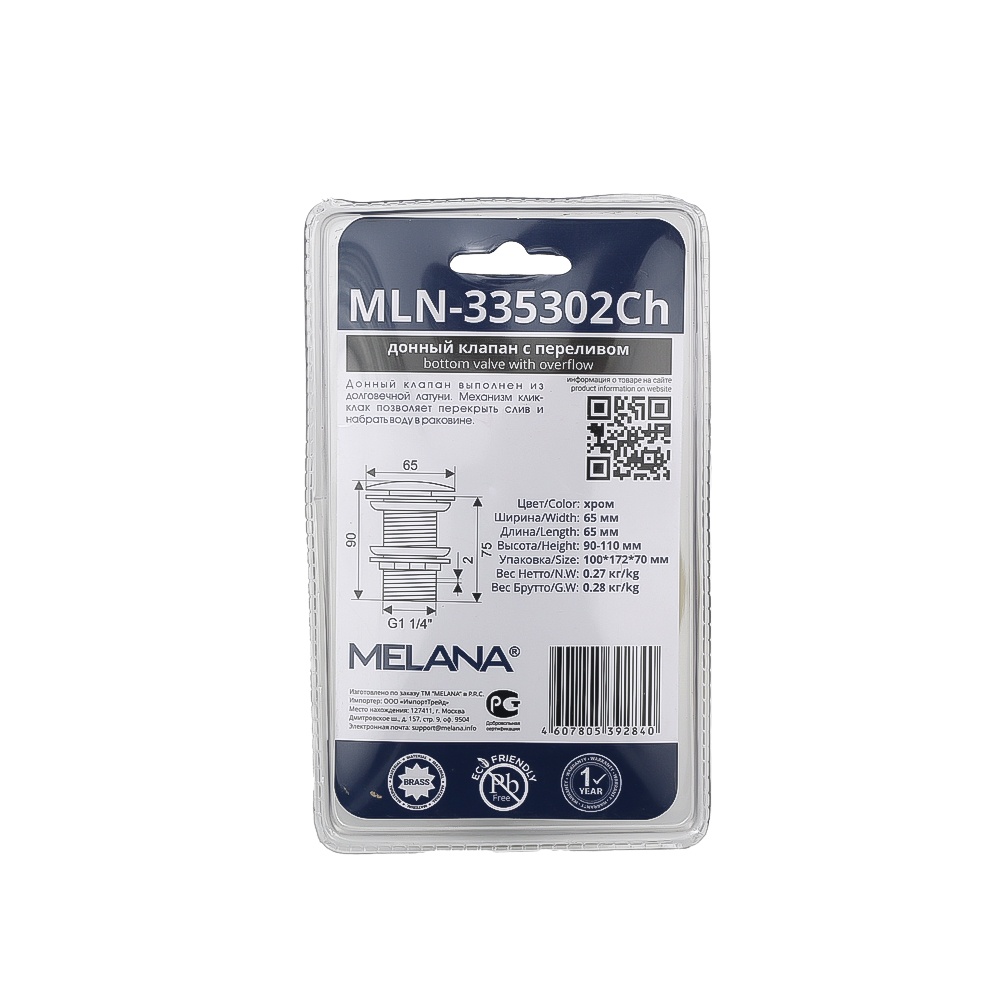 MLN-335302Ch
донный клапан с переливом
bottom valve with overflow
информация о товаре на сайте
product information on website
Донный клапан выполнен из
долговечной латуни. Механизм клик-
клак позволяет перекрыть слив и
набрать воду в раковине.
65
90
75
2
G1 1/4"
Цвет/Color: хром
Ширина/Width: 65 мм
Длина/Length: 65 мм
Высота/Height: 90-110 мм
Упаковка/Size: 100*172*70 мм
Вес Нетто/N.W: 0.27 кг/kg
Вес Брутто/G.W: 0.28 кг/kg
MELANA®
Изготовлено по заказу ТМ "MELANA" в P.R.C.
Импортер: ООО «ИмпортТрейд»
Место нахождения: 127411, г. Москва
Дмитровское ш., д. 157, стр. 9, оф. 9504
Электронная почта: support@melana.info
РСТ
Добровольная
сертификация
4 607805 392840
MATERIAL
BRASS
MATERIAL
ECO FRIENDLY
Pb
Free
WARRANTY
1
YEAR
WARRANTY